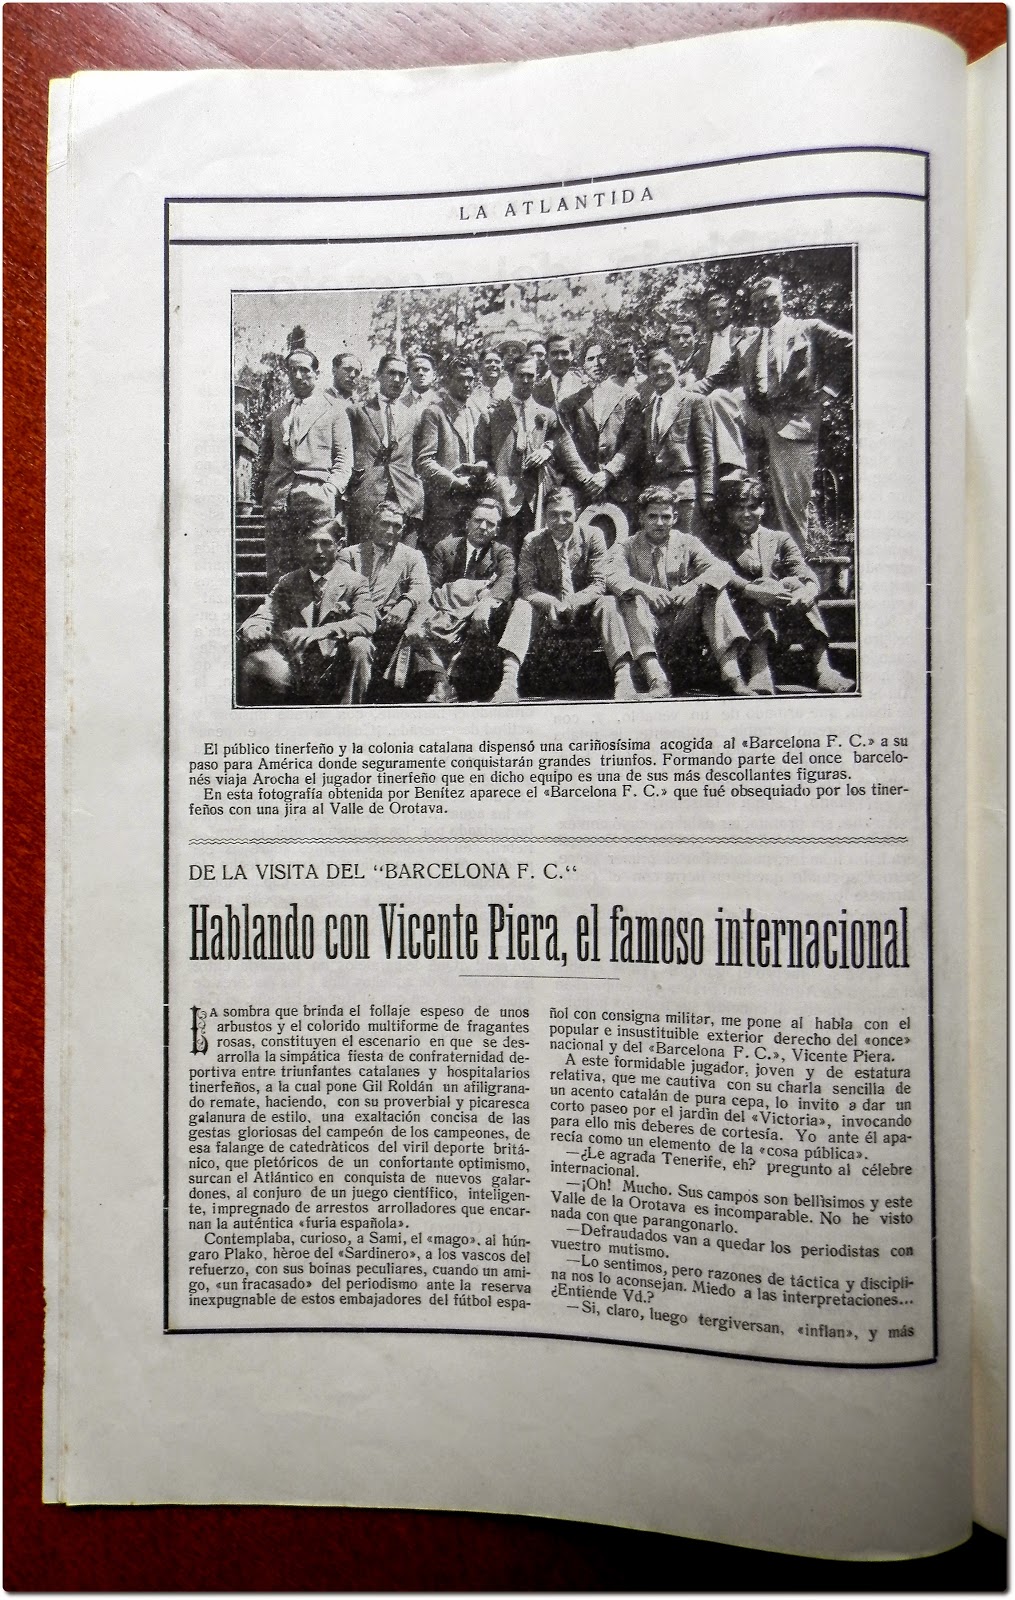 LA ATLANTIDA
El público tinerfeño y la colonia catalana dispensó una cariñosísima acogida al «Barcelona F. C.» a su
paso para América donde seguramente conquistarán grandes triunfos. Formando parte del once barcelo-
nés viaja Arocha el jugador tinerfeño que en dicho equipo es una de sus más descollantes figuras.
En esta fotografía obtenida por Benítez aparece el «Barcelona F. C.» que fué obsequiado por los tiner-
feños con una jira al Valle de Orotava.
DE LA VISITA DEL "BARCELONA F. C."
Hablando con Vicente Piera, el famoso internacional
LA sombra que brinda el follaje espeso de unos
arbustos y el colorido multiforme de fragantes
rosas, constituyen el escenario en que se des-
arrolla la simpática fiesta de confraternidad de-
portiva entre triunfantes catalanes y hospitalarios
tinerfeños, a la cual pone Gil Roldán un afiligrana-
do remate, haciendo, con su proverbial y picaresca
galanura de estilo, una exaltación concisa de las
gestas gloriosas del campeón de los campeones, de
esa falange de catedràticos del viril deporte britá-
nico, que pletóricos de un confortante optimismo,
surcan el Atlántico en conquista de nuevos galar-
dones, al conjuro de un juego científico, inteligen-
te, impregnado de arrestos arrolladores que encar-
nan la auténtica «furia española».
Contemplaba, curioso, a Sami, el «mago», al hún-
garo Plako, hèroe del «Sardinero», a los vascos del
refuerzo, con sus boinas peculiares, cuando un ami-
go, «un fracasado» del periodismo ante la reserva
inexpugnable de estos embajadores del fútbol espa-
ñol con consigna militar, me pone al habla con el
popular e insustituible exterior derecho del «once»
nacional y del «Barcelona F. C.», Vicente Piera.
A este formidable jugador, joven y de estatura
relativa, que me cautiva con su charla sencilla de
un acento catalán de pura cepa, lo invito a dar un
corto paseo por el jardín del «Victoria», invocando
para ello mis deberes de cortesía. Yo ante él apa-
recía como un elemento de la «cosa pública».
—¿Le agrada Tenerife, eh? pregunto al célebre
internacional.
—¡Oh! Mucho. Sus campos son bellìsimos y este
Valle de la Orotava es incomparable. No he visto
nada con que parangonarlo.
—Defraudados van a quedar los periodistas con
vuestro mutismo.
—Lo sentimos, pero razones de táctica y discipli-
na nos lo aconsejan. Miedo a las interpretaciones...
¿Entiende Vd.?
—Si, claro, luego tergiversan, «inflan», y más